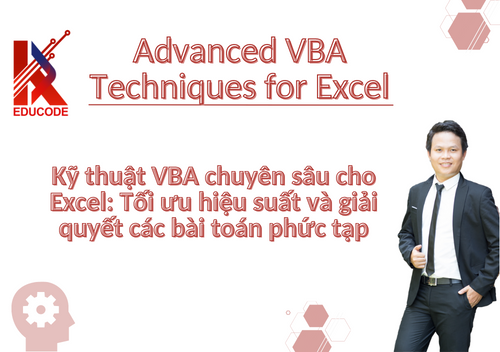 EDUCODE
Advanced VBA
Techniques for Excel
Kỹ thuật VBA chuyên sâu cho
Excel: Tối ưu hiệu suất và giải
quyết các bài toán phức tạp